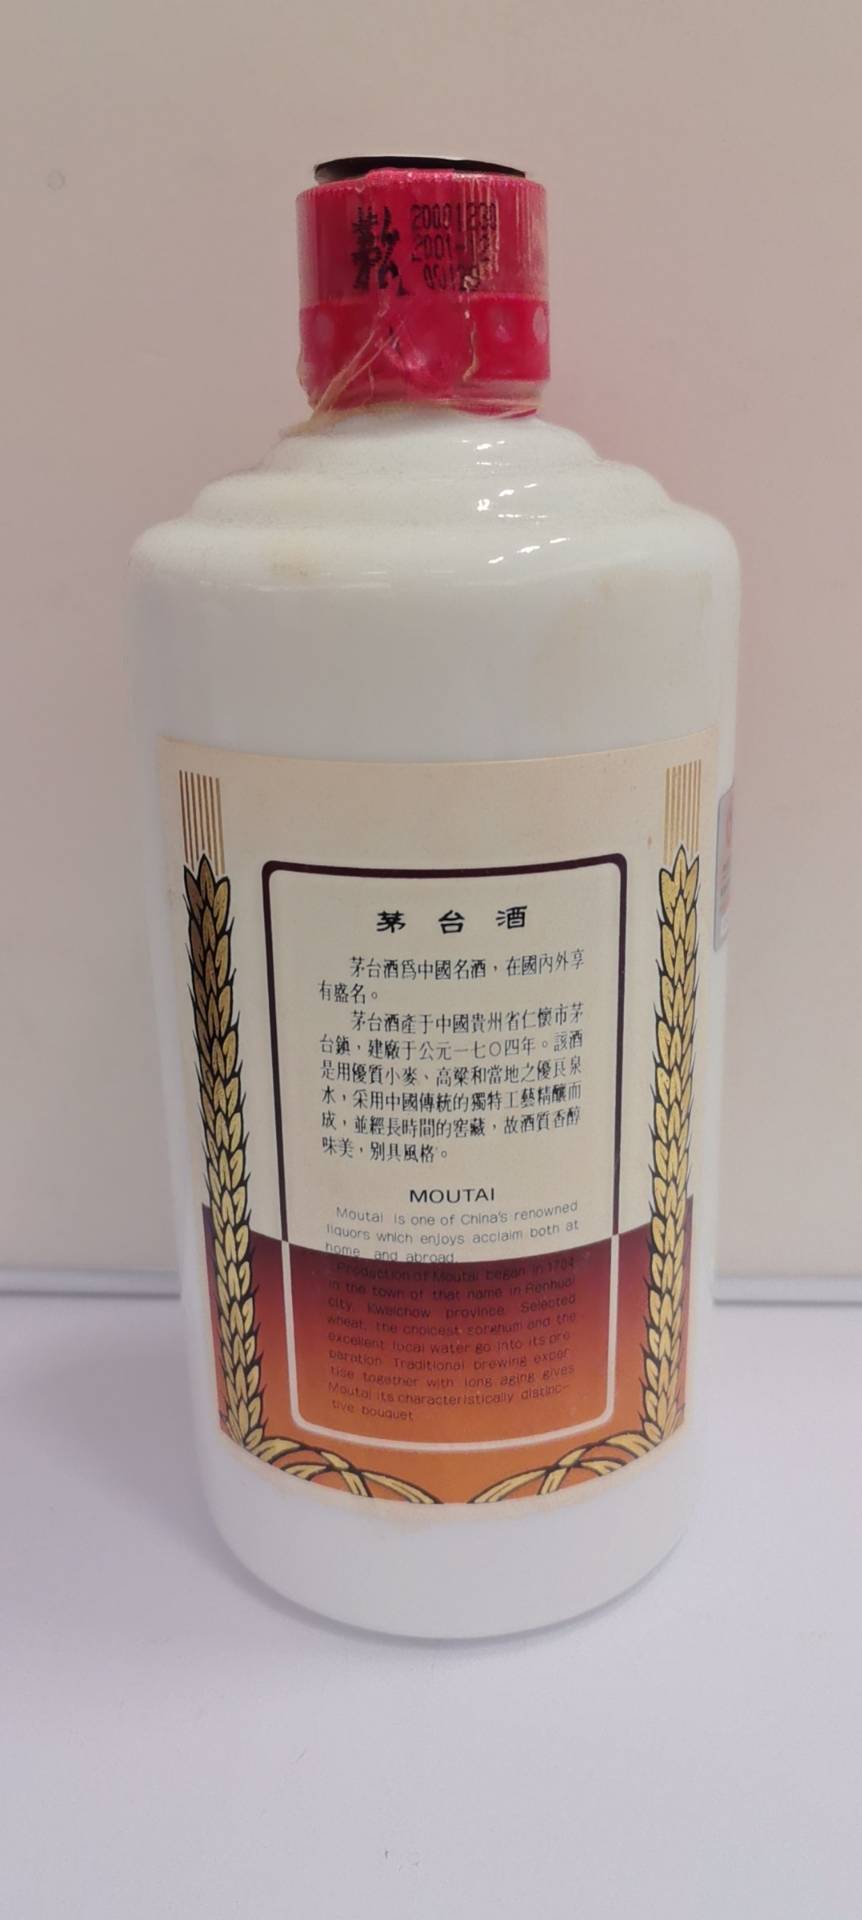 20001230
茅台酒
茅台酒爲中國名酒，在國内外享
有盛名。
茅台酒產于中國貴州省仁懷市茅
台鎮，建廠于公元一七〇四年。該酒
是用優質小麥、高粱和當地之優良泉
水，采用中國傳統的獨特工藝精釀而
成，並經長時間的窖藏，故酒質香醇
味美，别具風格。
MOUTAI
Moutai is one of China's renowned
liquors which enjoys acclaim both at
home and abroad.
Production of Moutai began in 1704
in the town of that name in Renhuai
city, Kweichow province. Selected
wheat, the choicest sorghum and the
excellent local water go into its pre
paration. Traditional brewing exper
tise together with long aging gives
Moutai its characteristically distinc-
tive bouquet.